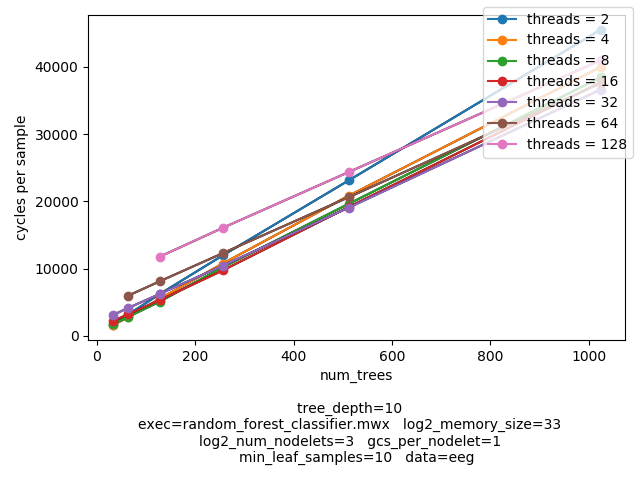 threads = 2
threads = 4
threads = 8
threads = 16
threads = 32
threads = 64
threads = 128
cycles per sample
40000
30000
20000
10000
0
0 200 400 600 800 1000
num_trees
tree_depth=10
exec=random_forest_classifier.mwx log2_memory_size=33
log2_num_nodelets=3 gcs_per_nodelet=1
min_leaf_samples=10 data=eeg